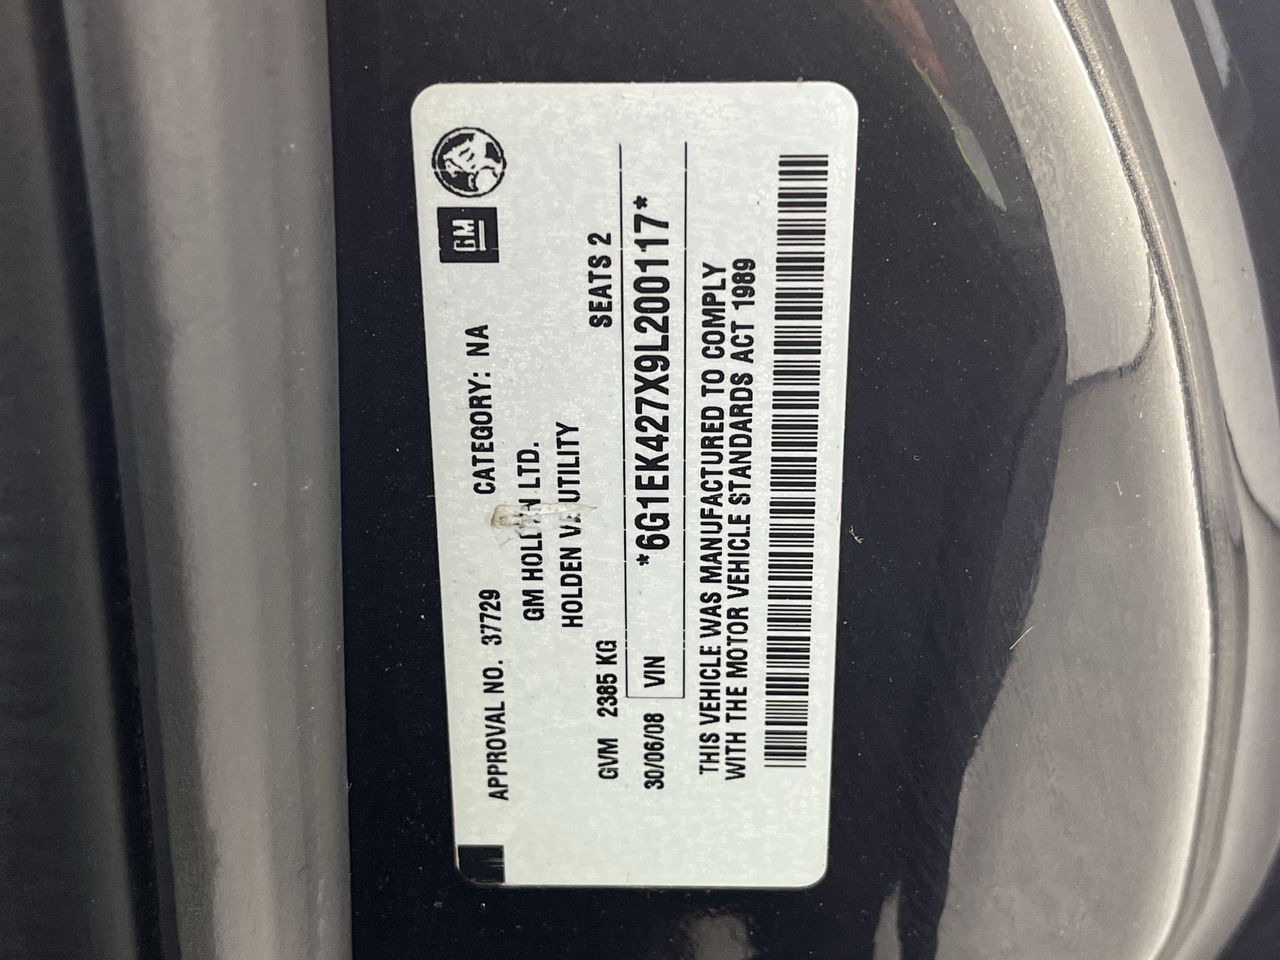 GM
APPROVAL NO. 37729 CATEGORY: NA
GM HOLDEN LTD.
HOLDEN UTILITY
GVM 2385 KG SEATS 2
30/06/08 VIN *6G1EK427X9L200117*
THIS VEHICLE WAS MANUFACTURED TO COMPLY
WITH THE MOTOR VEHICLE STANDARDS ACT 1989